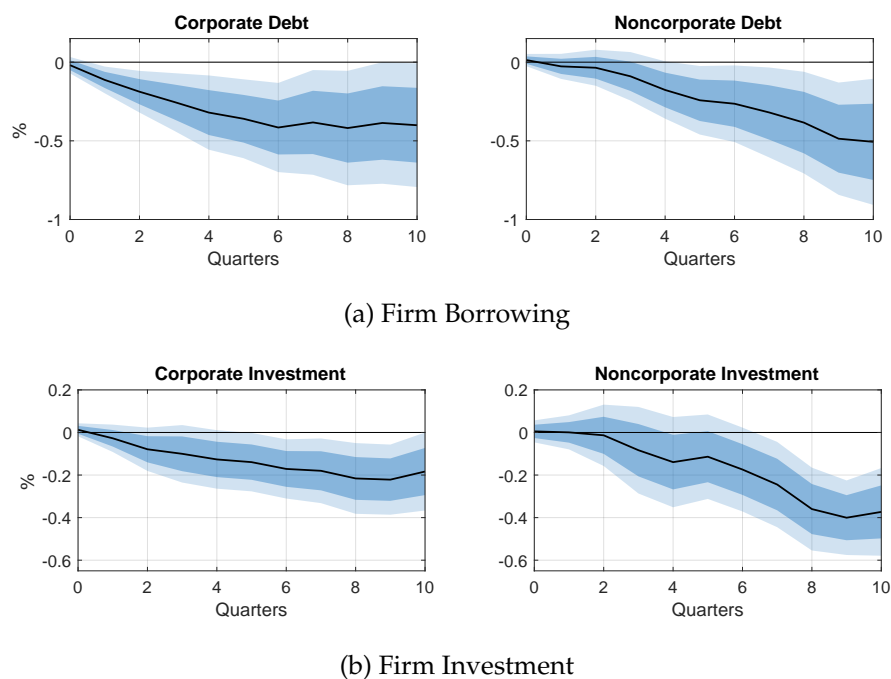 Corporate Debt Noncorporate Debt
0 0
% -0.5 -0.5
-1 -1
0 2 4 6 8 10 0 2 4 6 8 10
Quarters Quarters
(a) Firm Borrowing
Corporate Investment Noncorporate Investment
0.2 0.2
0 0
% -0.2 -0.2
-0.4 -0.4
-0.6 -0.6
0 2 4 6 8 10 0 2 4 6 8 10
Quarters Quarters
(b) Firm Investment